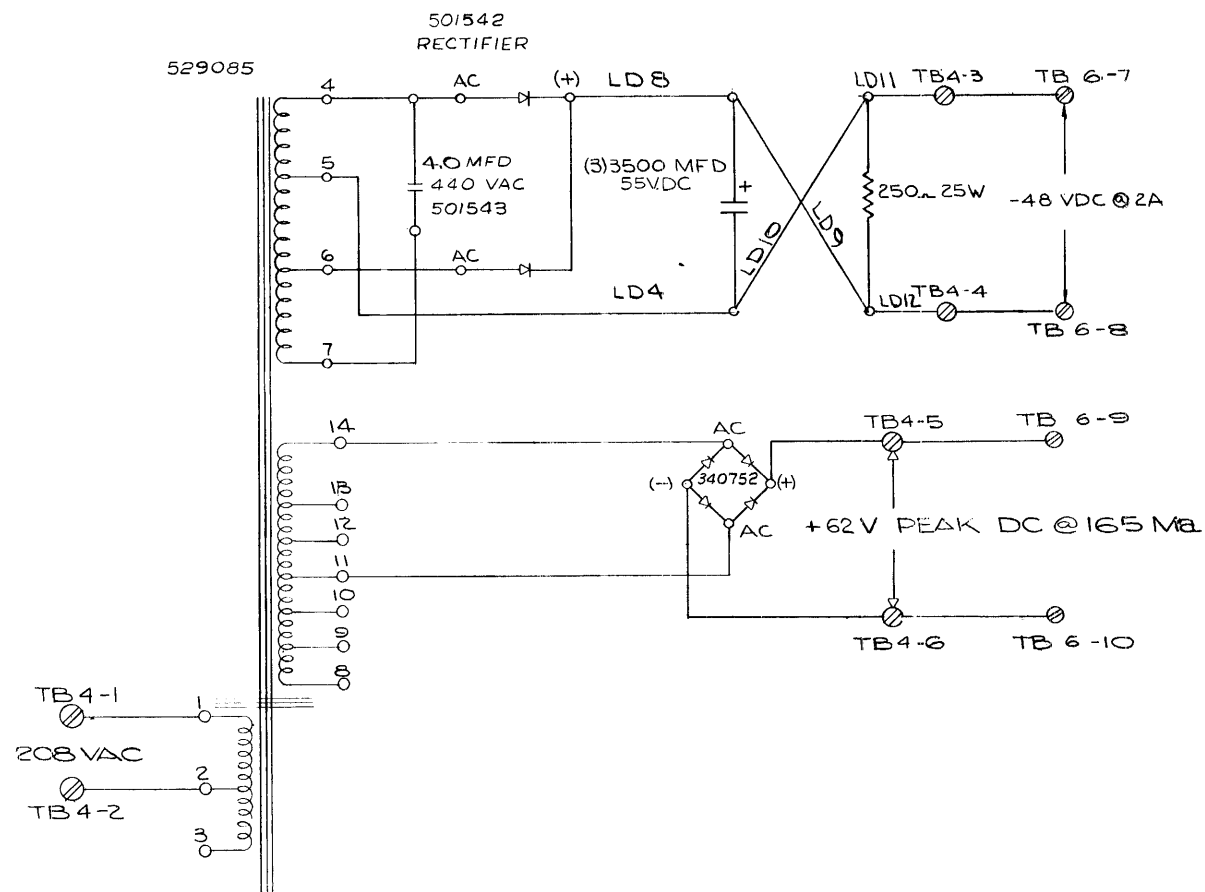 501542
RECTIFIER
529085
4
AC
(+)
LD8
LD11
TB4-3
TB 6-7
5
4.0 MFD
440 VAC
501543
(3)3500 MFD
55VDC
+
250Ω 25W
-48 VDC @ 2A
6
AC
LD10
LD9
LD4
LD12
TB4-4
TB 6-8
7
14
AC
TB4-5
TB 6-9
13
(-)
340752
(+)
12
AC
+62V PEAK DC @ 165 Ma
11
10
9
TB4-6
TB 6-10
8
TB4-1
1
208 VAC
2
TB4-2
3